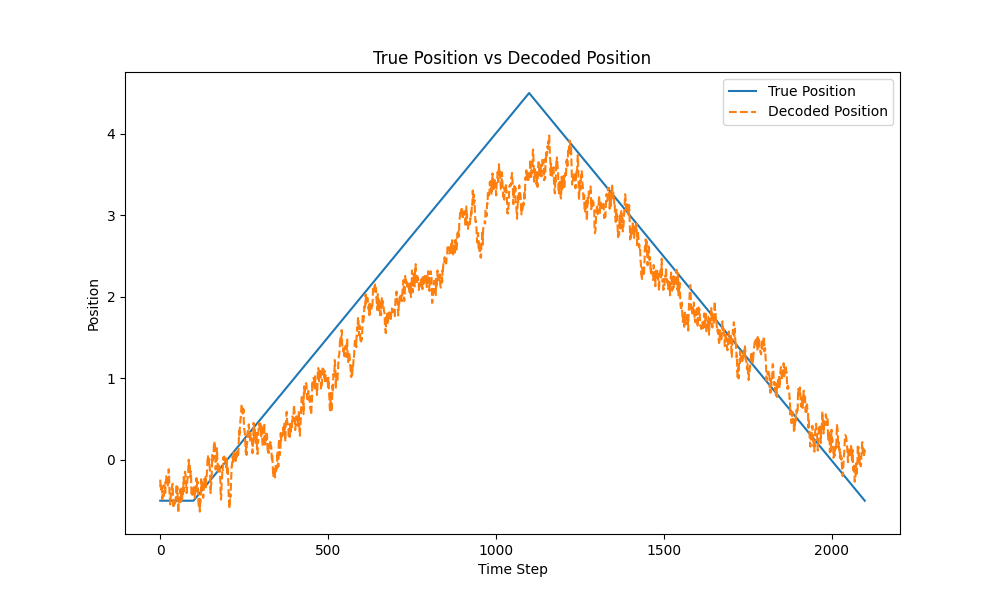 True Position vs Decoded Position
True Position
Decoded Position
Position
4
3
2
1
0
0
500
1000
1500
2000
Time Step